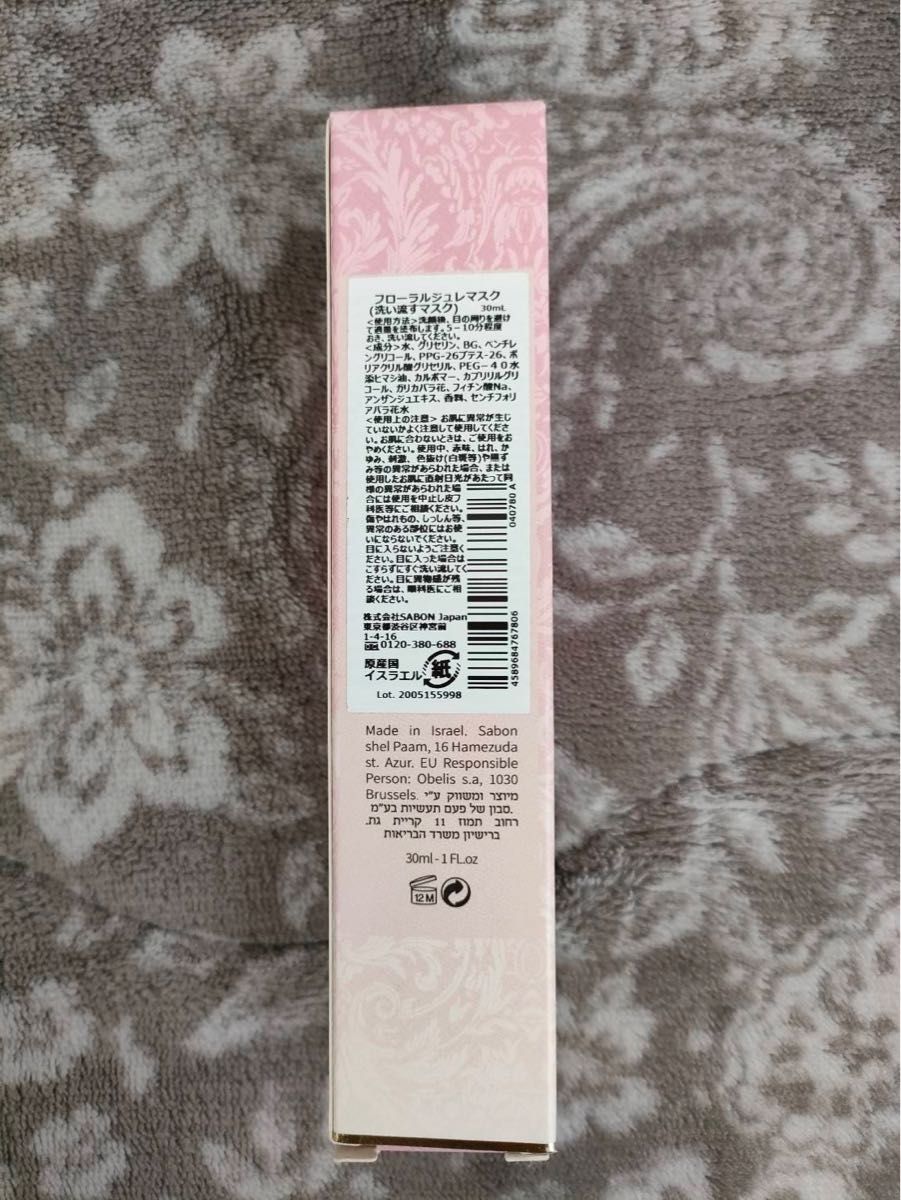 フローラルジュレマスク
(洗い流すマスク) 30mL
<使用方法>洗顔後、目の周りを避け
て適量を塗布します。5-10分程度
おき、洗い流してください。
<成分>水、グリセリン、BG、ペンチレ
ングリコール、PPG-26ブテス-26、ポ
リアクリル酸グリセリル、PEG-40水
添ヒマシ油、カルボマー、カプリリルグリ
コール、ガリカバラ花、フィチン酸Na、
アンザンジュエキス、香料、センチフォリ
アバラ花水
<使用上の注意> お肌に異常が生じ
ていないかよく注意して使用してくださ
い。お肌に合わないときは、ご使用をお
やめください。使用中、赤味、はれ、か
ゆみ、刺激、色抜け(白斑等)や黒ず
み等の異常があらわれた場合、または
使用したお肌に直射日光があたって同
様の異常があらわれた場
合には使用を中止し皮フ
科医等にご相談ください。
傷やはれもの、しっしん等、
異常のある部位にはお使
いにならないでください。
目に入らないようご注意く
ださい。目に入った場合は
こすらずにすぐ洗い流してく
ださい。目に異物感が残
る場合は、眼科医にご相
談ください。
株式会社SABON Japan
東京都渋谷区神宮前
1-4-16
0120-380-688
原産国
イスラエル
紙
Lot. 2005155998
040780 A
4589684767806
Made in Israel. Sabon
shel Paam, 16 Hamezuda
st. Azur. EU Responsible
Person: Obelis s.a, 1030
Brussels. מיוצר ומשווק ע"י
סבון של פעם תעשיות בע"מ.
רחוב תמוז 11 קריית גת.
ברישיון משרד הבריאות
30ml - 1 FL.oz
12 M